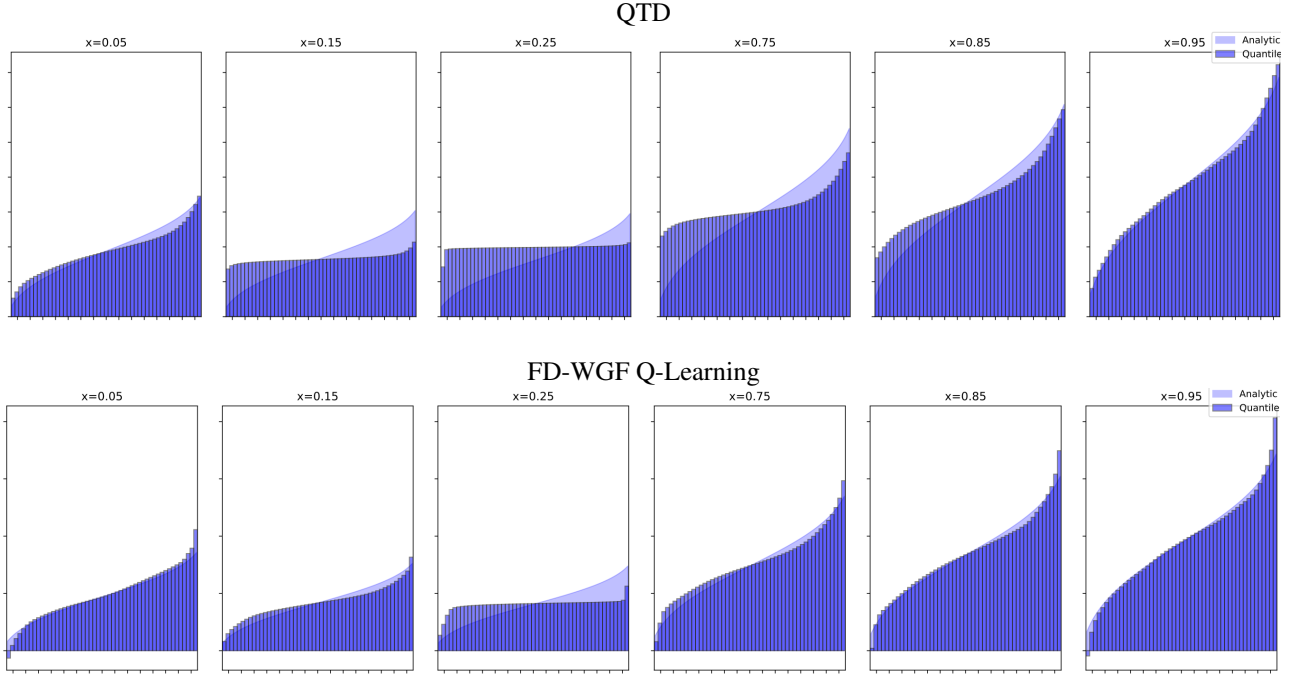 QTD
x=0.05 x=0.15 x=0.25 x=0.75 x=0.85 x=0.95
Analytic
Quantile
FD-WGF Q-Learning
x=0.05 x=0.15 x=0.25 x=0.75 x=0.85 x=0.95
Analytic
Quantile